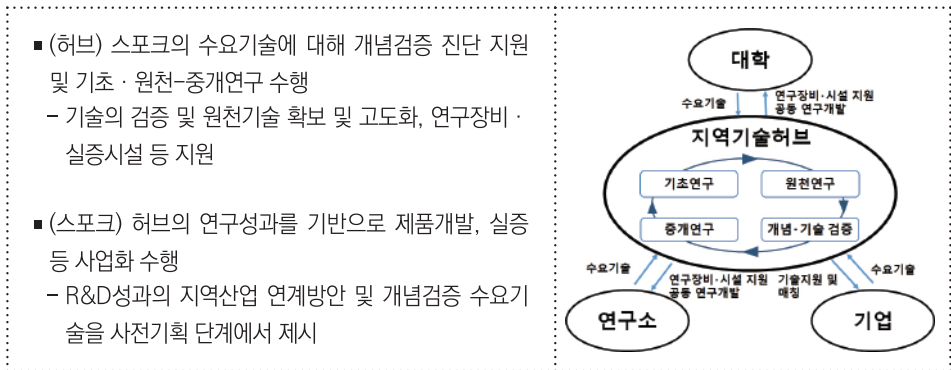 ▪ (허브) 스포크의 수요기술에 대해 개념검증 진단 지원
및 기초 · 원천-중개연구 수행
- 기술의 검증 및 원천기술 확보 및 고도화, 연구장비 ·
실증시설 등 지원
▪ (스포크) 허브의 연구성과를 기반으로 제품개발, 실증
등 사업화 수행
- R&D성과의 지역산업 연계방안 및 개념검증 수요기
술을 사전기획 단계에서 제시
대학
수요기술
연구장비·시설 지원
공동 연구개발
지역기술허브
기초연구
원천연구
중개연구
개념·기술 검증
수요기술
연구장비·시설 지원
공동 연구개발
기술지원 및
매칭
수요기술
연구소
기업